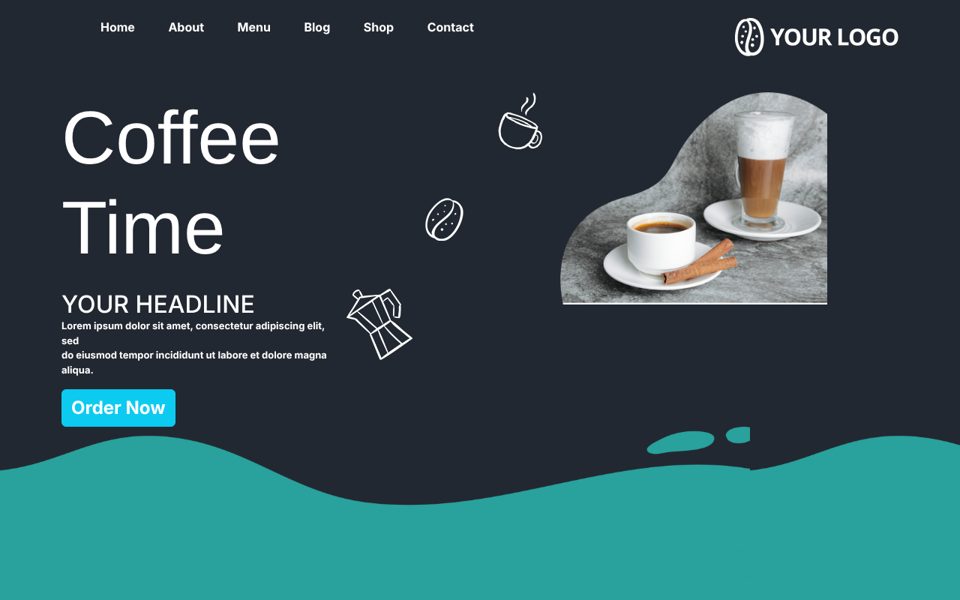 Home About Menu Blog Shop Contact
YOUR LOGO
Coffee
Time
YOUR HEADLINE
Lorem ipsum dolor sit amet, consectetur adipiscing elit,
sed
do eiusmod tempor incididunt ut labore et dolore magna
aliqua.
Order Now